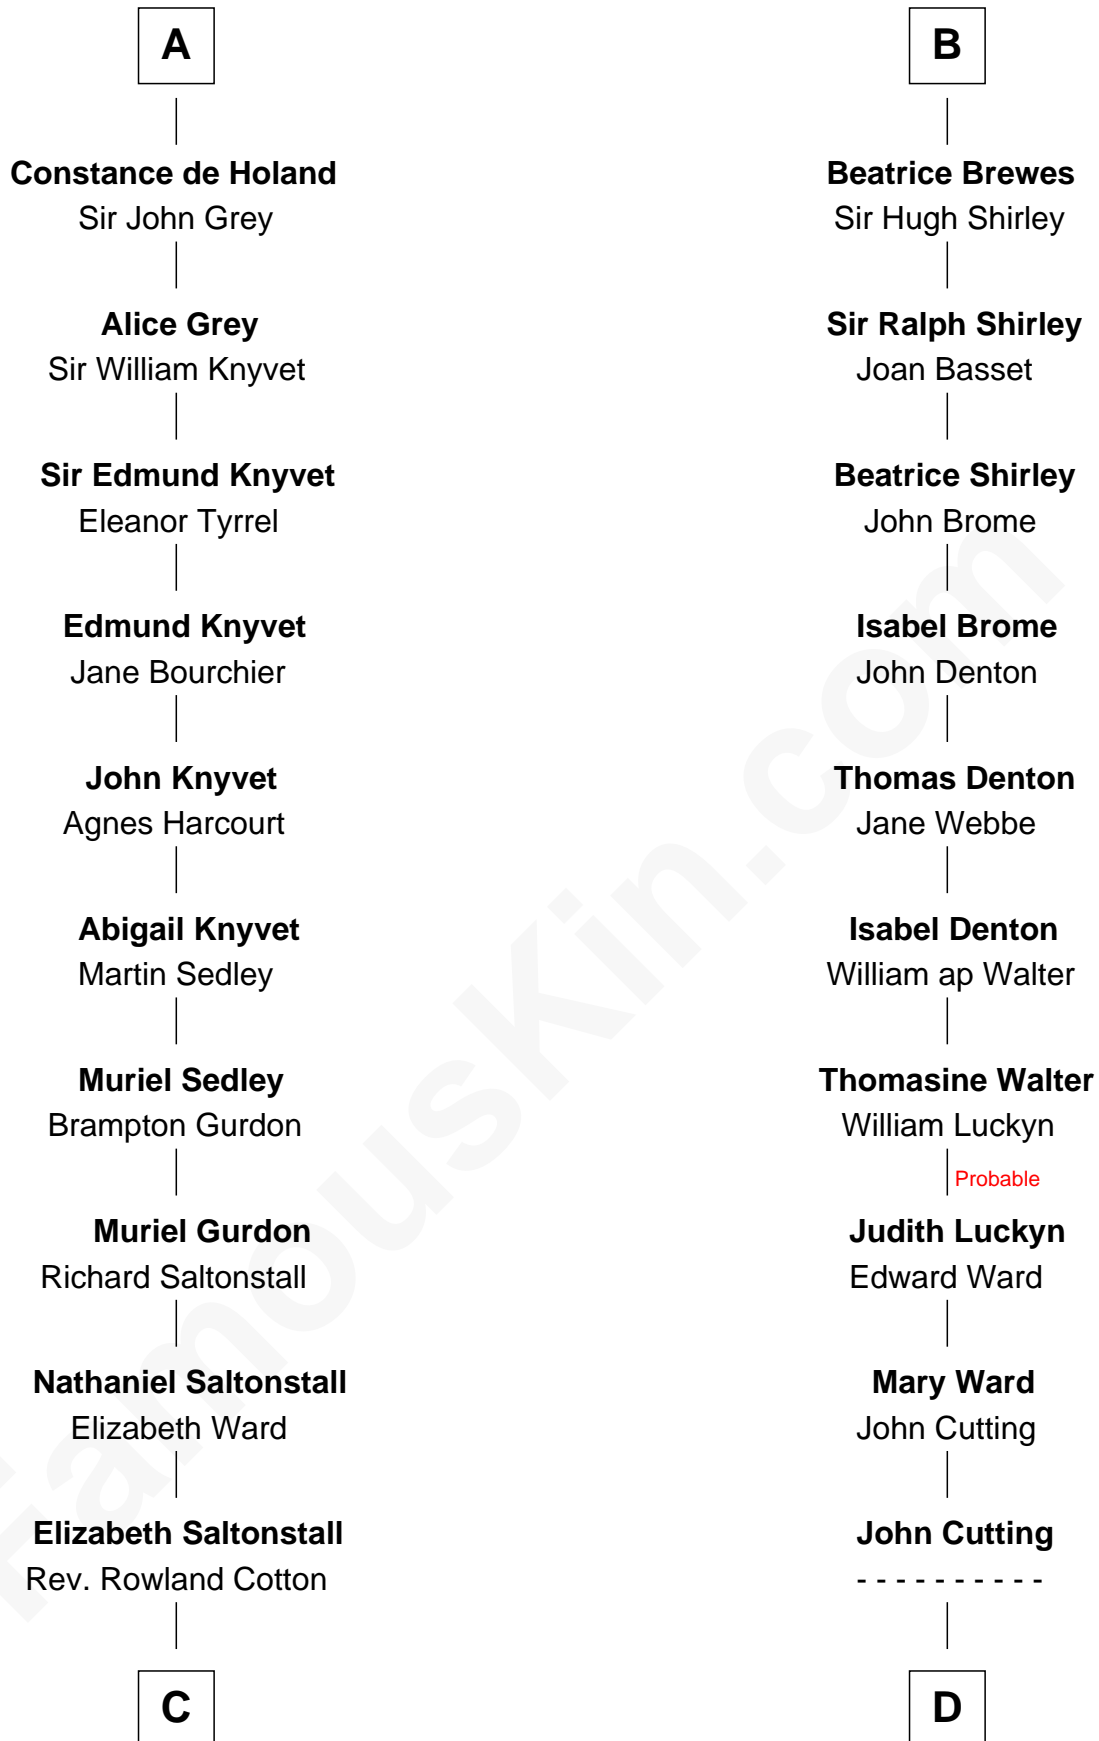 A
Constance de Holand
Sir John Grey
Alice Grey
Sir William Knyvet
Sir Edmund Knyvet
Eleanor Tyrrel
Edmund Knyvet
Jane Bourchier
John Knyvet
Agnes Harcourt
Abigail Knyvet
Martin Sedley
Muriel Sedley
Brampton Gurdon
Muriel Gurdon
Richard Saltonstall
Nathaniel Saltonstall
Elizabeth Ward
Elizabeth Saltonstall
Rev. Rowland Cotton
C
B
Beatrice Brewes
Sir Hugh Shirley
Sir Ralph Shirley
Joan Basset
Beatrice Shirley
John Brome
Isabel Brome
John Denton
Thomas Denton
Jane Webbe
Isabel Denton
William ap Walter
Thomasine Walter
William Luckyn
Probable
Judith Luckyn
Edward Ward
Mary Ward
John Cutting
John Cutting
- - - - - - - - - -
D
FamousKin.com